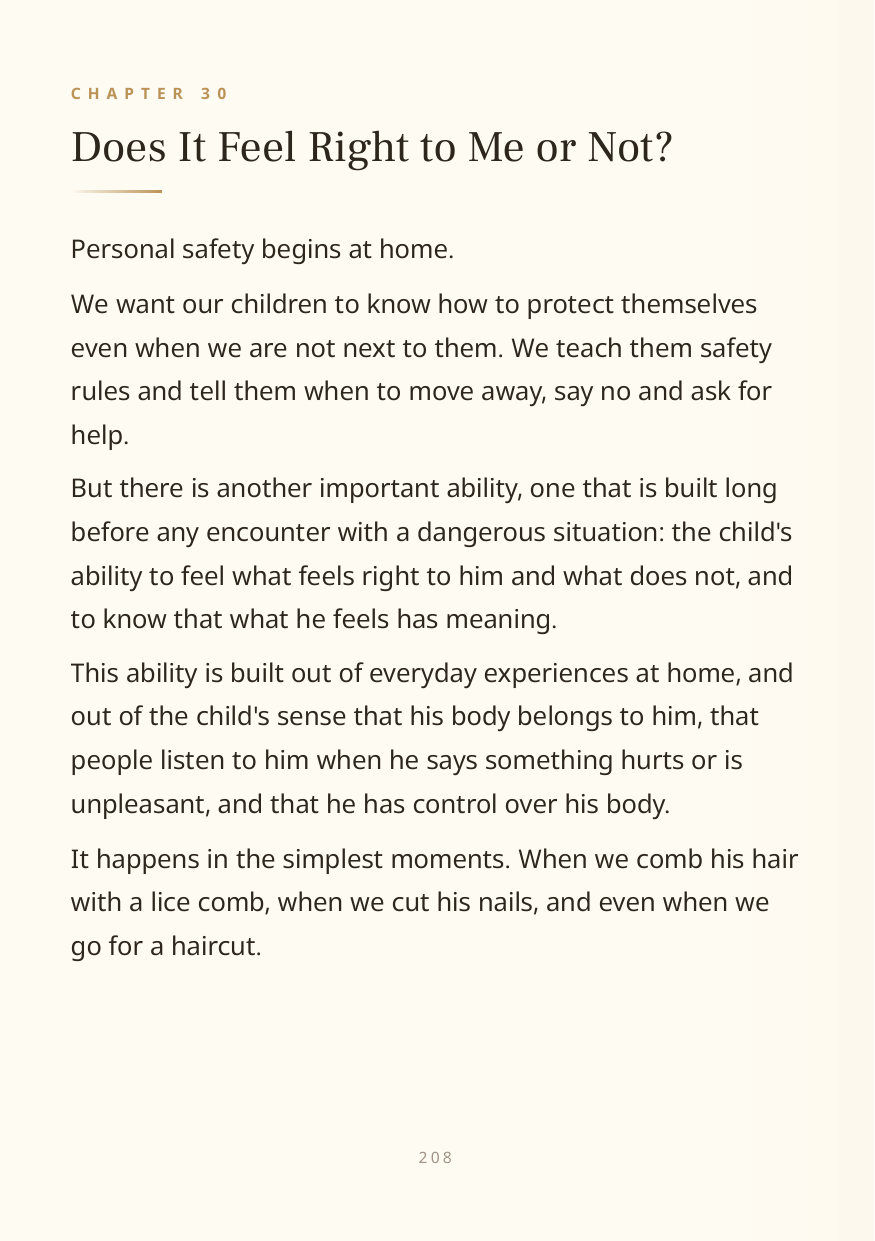 CHAPTER 30
Does It Feel Right to Me or Not?
Personal safety begins at home.
We want our children to know how to protect themselves
even when we are not next to them. We teach them safety
rules and tell them when to move away, say no and ask for
help.
But there is another important ability, one that is built long
before any encounter with a dangerous situation: the child's
ability to feel what feels right to him and what does not, and
to know that what he feels has meaning.
This ability is built out of everyday experiences at home, and
out of the child's sense that his body belongs to him, that
people listen to him when he says something hurts or is
unpleasant, and that he has control over his body.
It happens in the simplest moments. When we comb his hair
with a lice comb, when we cut his nails, and even when we
go for a haircut.
208